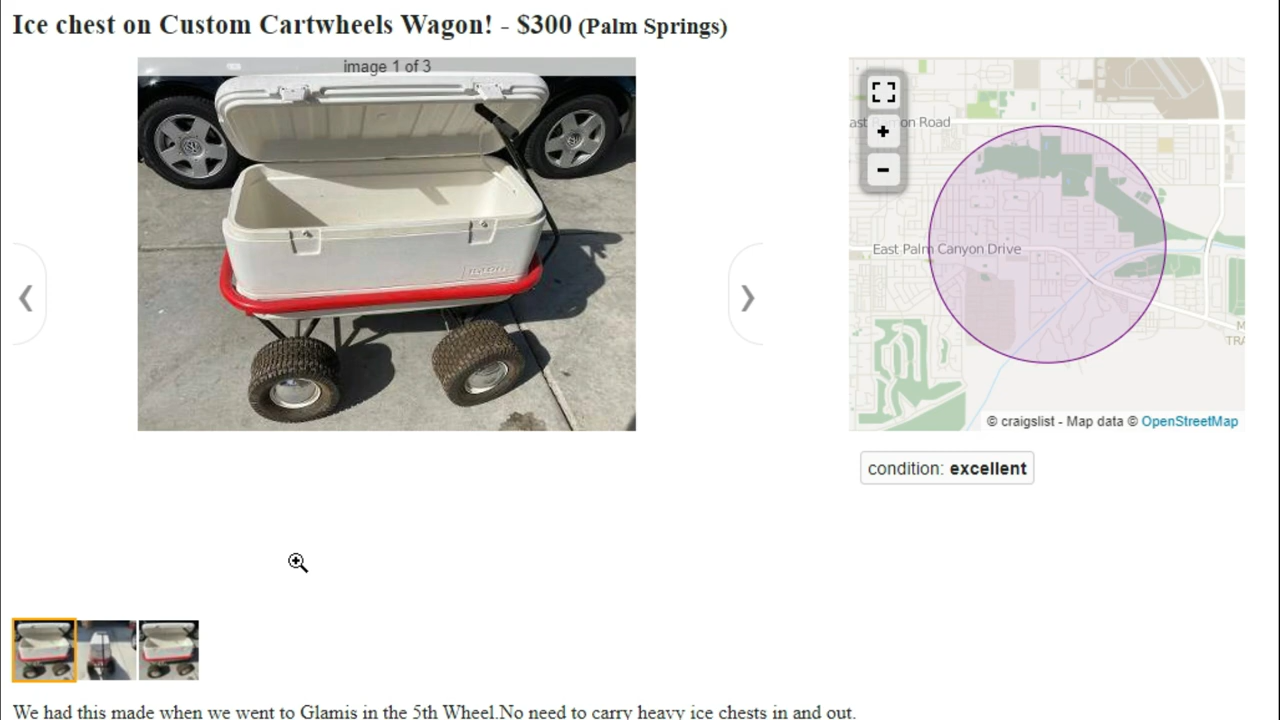 Ice chest on Custom Cartwheels Wagon! - $300 (Palm Springs)
image 1 of 3
East Palm Canyon Drive
© craigslist - Map data © OpenStreetMap
condition: excellent
We had this made when we went to Glamis in the 5th Wheel.No need to carry heavy ice chests in and out.